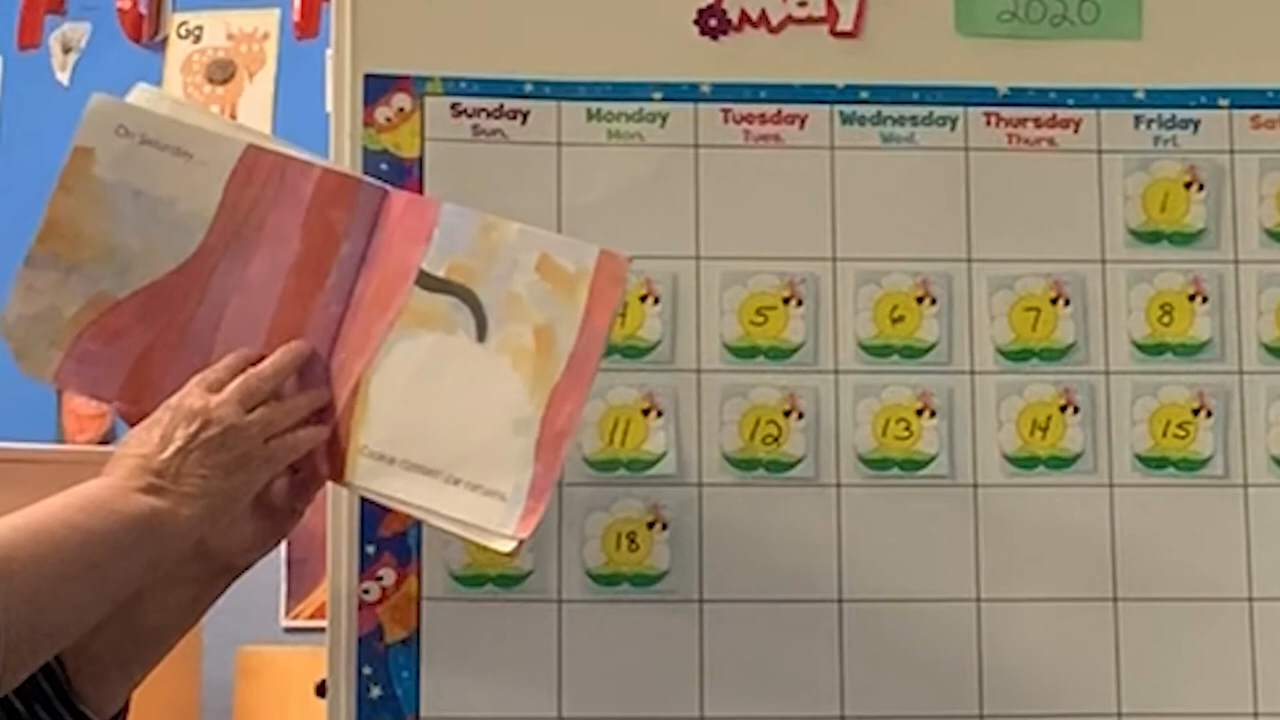 Gg
2020
Sunday Monday Tuesday Wednesday Thursday Friday
Sun. Mon. Tues. Wed. Thurs. Fri.
On Saturday...
1
4 5 6 7 8
11 12 13 14 15
18